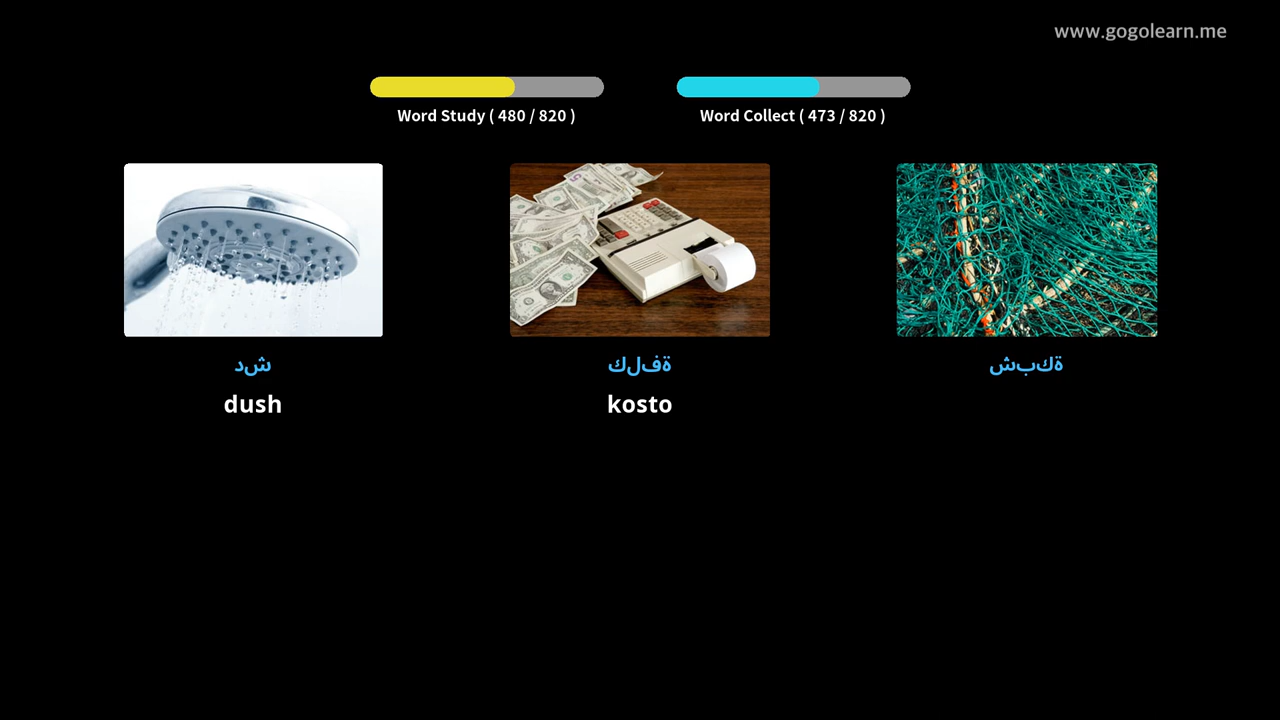 www.gogolearn.me
Word Study ( 480 / 820 )
Word Collect ( 473 / 820 )
شد
ةفلك
ةكبش
dush
kosto